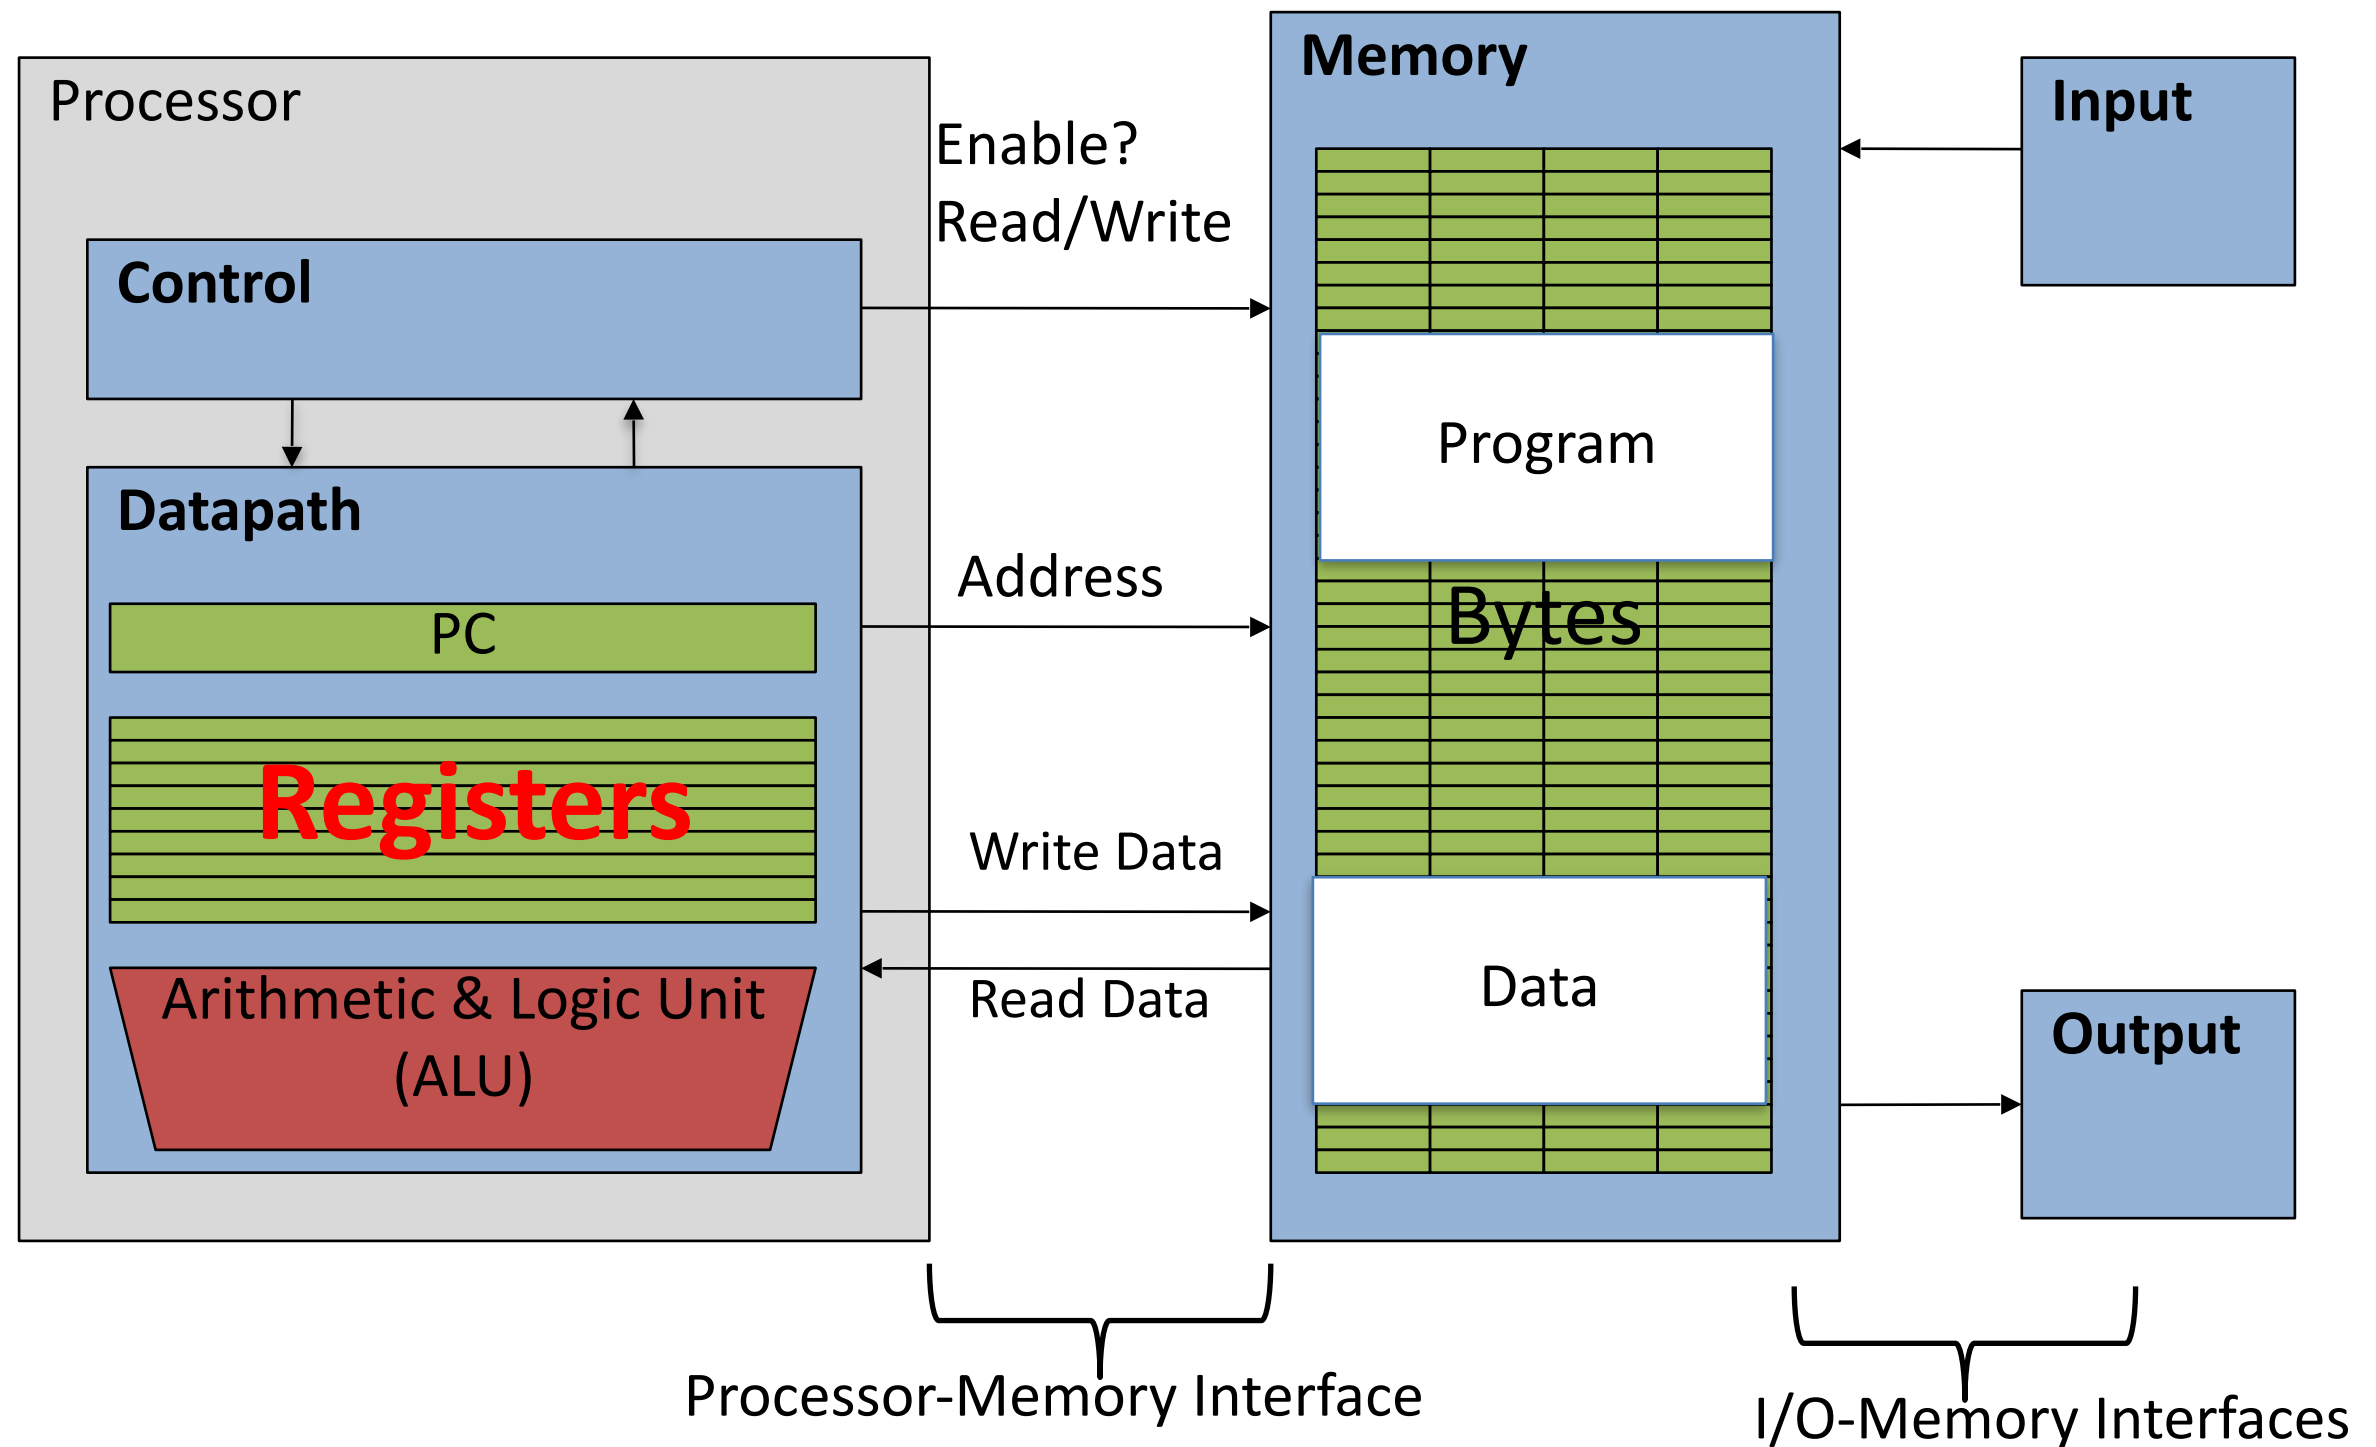 Processor
Control
Datapath
PC
Registers
Arithmetic & Logic Unit
(ALU)
Enable?
Read/Write
Address
Write Data
Read Data
Memory
Program
Bytes
Data
Input
Output
Processor-Memory Interface
I/O-Memory Interfaces